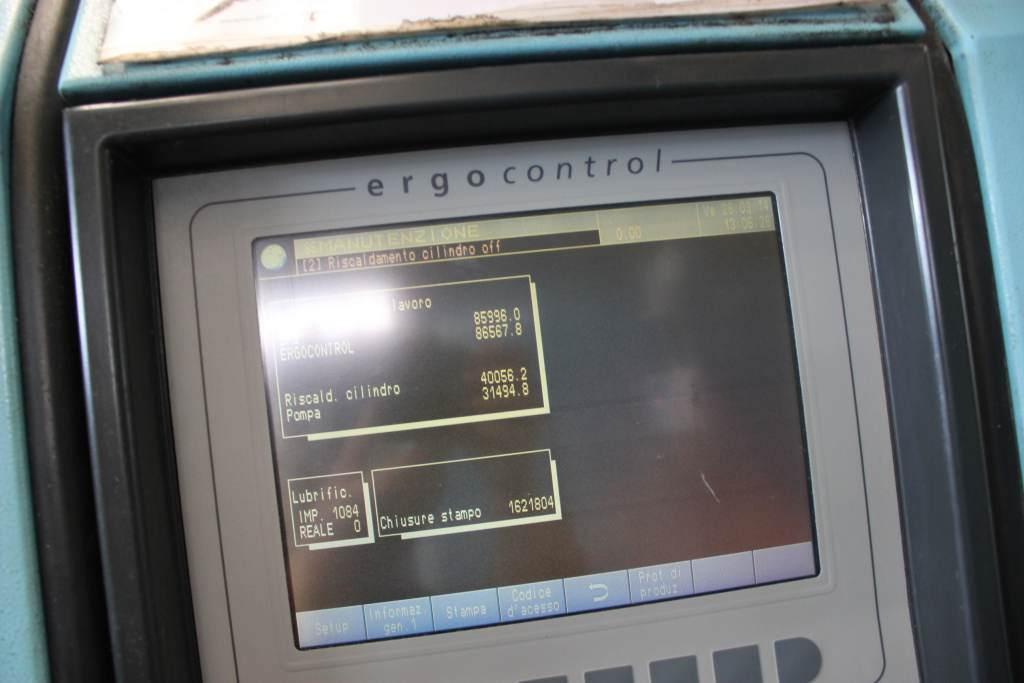 ergocontrol
MANUTENZIONE 0.00
[2] Riscaldamento cilindro off
lavoro
85996.0
86567.8
ERGOCONTROL
Riscald. cilindro 40056.2
Pompa 31494.8
Lubrific.
IMP. 1084
REALE 0
Chiusure stampo 1621804
Setup
Informaz. gen.1
Stampa
Codice d'acesso
Prot di produz